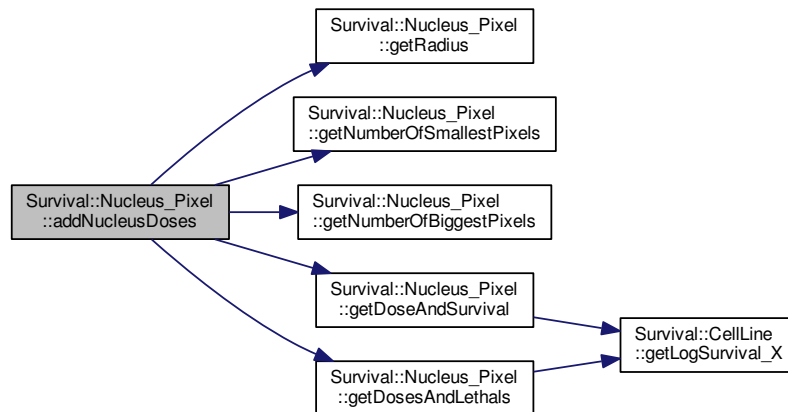 Survival::Nucleus_Pixel
::getRadius
Survival::Nucleus_Pixel
::getNumberOfSmallestPixels
Survival::Nucleus_Pixel
::addNucleusDoses
Survival::Nucleus_Pixel
::getNumberOfBiggestPixels
Survival::Nucleus_Pixel
::getDoseAndSurvival
Survival::CellLine
::getLogSurvival_X
Survival::Nucleus_Pixel
::getDosesAndLethals